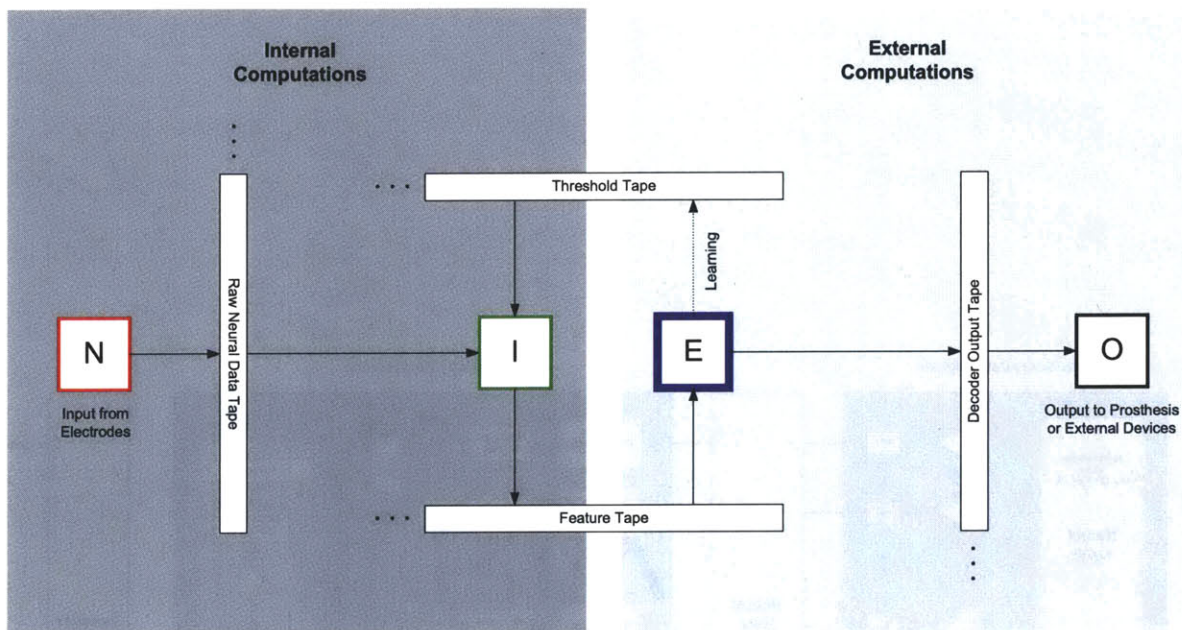 Internal
Computations
External
Computations
Threshold Tape
Raw Neural Data Tape
Learning
Decoder Output Tape
N
I
E
O
Input from
Electrodes
Output to Prosthesis
or External Devices
Feature Tape